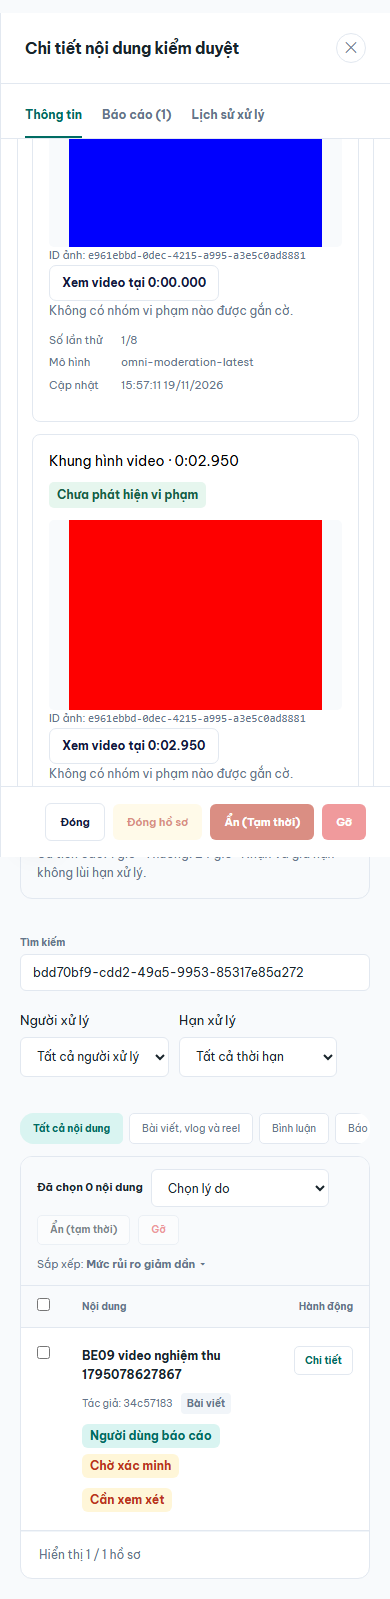 Chi tiết nội dung kiểm duyệt
Thông tin
Báo cáo (1)
Lịch sử xử lý
ID ảnh: e961ebbd-0dec-4215-a995-a3e5c0ad8881
Xem video tại 0:00.000
Không có nhóm vi phạm nào được gắn cờ.
Số lần thử 1/8
Mô hình omni-moderation-latest
Cập nhật 15:57:11 19/11/2026
Khung hình video · 0:02.950
Chưa phát hiện vi phạm
ID ảnh: e961ebbd-0dec-4215-a995-a3e5c0ad8881
Xem video tại 0:02.950
Không có nhóm vi phạm nào được gắn cờ.
Đóng
Đóng hồ sơ
Ẩn (Tạm thời)
Gỡ
không lùi hạn xử lý.
Tìm kiếm
bdd70bf9-cdd2-49a5-9953-85317e85a272
Người xử lý Hạn xử lý
Tất cả người xử lý Tất cả thời hạn
Tất cả nội dung Bài viết, vlog và reel Bình luận Báo
Đã chọn 0 nội dung Chọn lý do
Ẩn (tạm thời) Gỡ
Sắp xếp: Mức rủi ro giảm dần
Nội dung Hành động
BE09 video nghiệm thu
1795078627867
Chi tiết
Tác giả: 34c57183 Bài viết
Người dùng báo cáo
Chờ xác minh
Cần xem xét
Hiển thị 1 / 1 hồ sơ